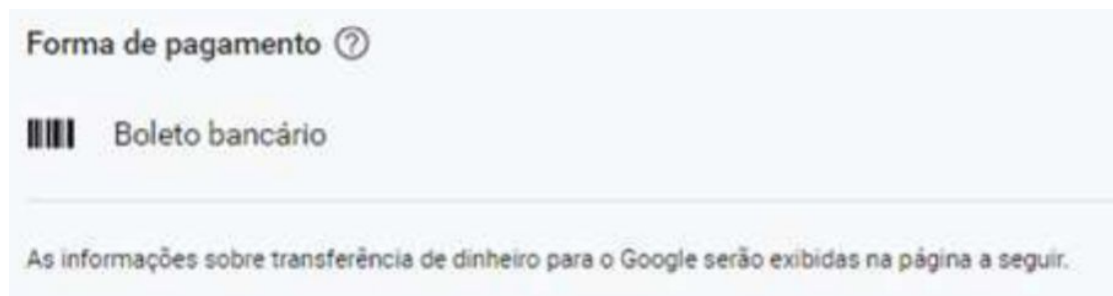 Forma de pagamento
Boleto bancário
As informações sobre transferência de dinheiro para o Google serão exibidas na página a seguir.